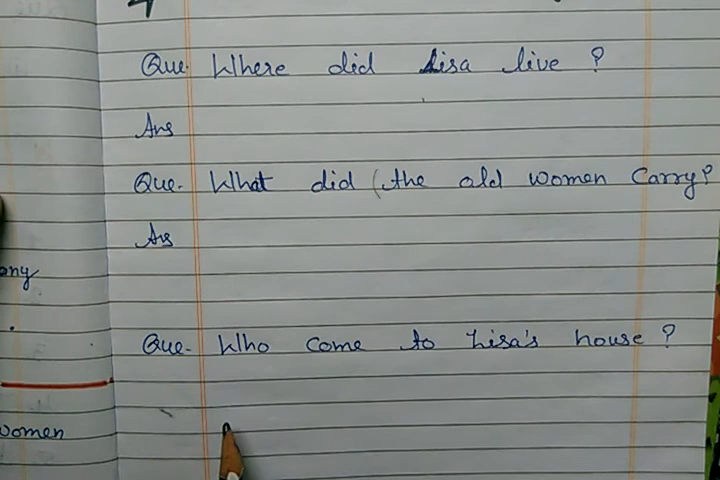 Que. Where did Lisa live ?
Ans
Que. What did (the old women Carry?
Ans
ony
Que. Who come to Lisa's house ?
women